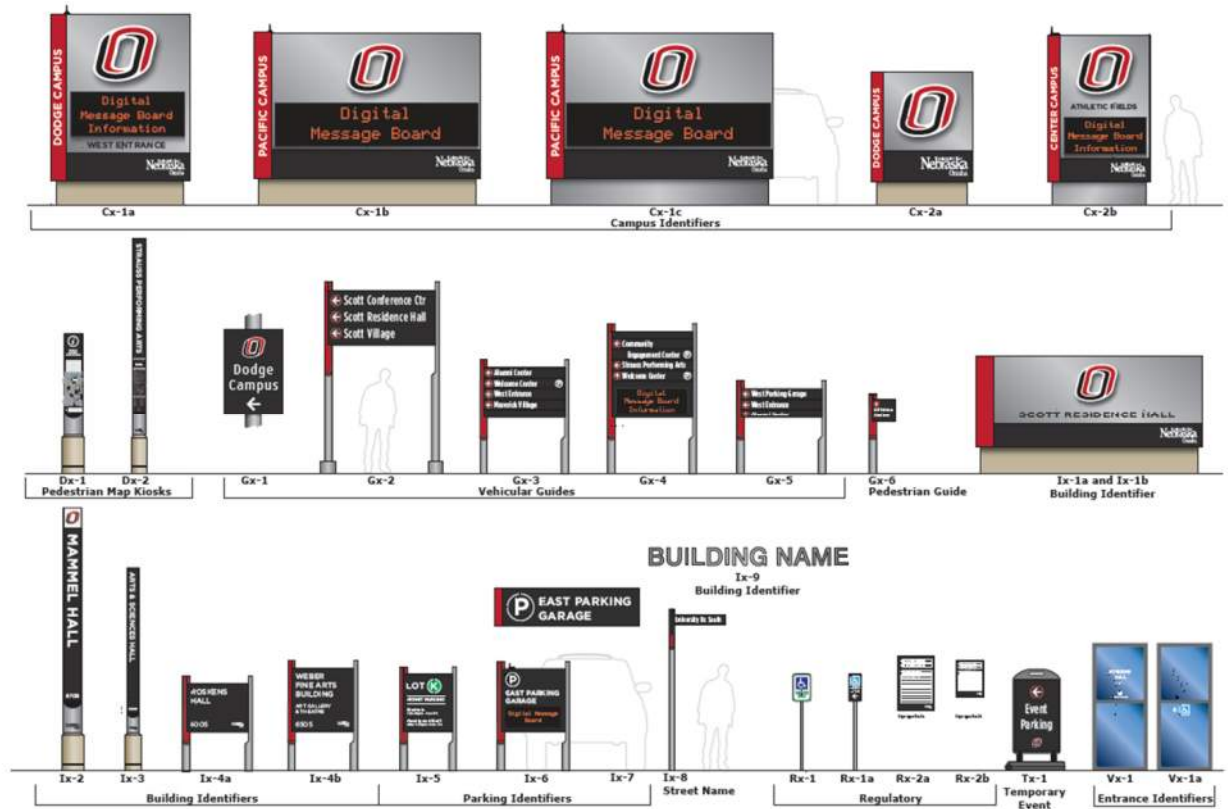 DODGE CAMPUS
Digital
Message Board
Information
WEST ENTRANCE
Nebraska
Omaha
PACIFIC CAMPUS
Digital
Message Board
Nebraska
Omaha
PACIFIC CAMPUS
Digital
Message Board
Nebraska
Omaha
DODGE CAMPUS
Nebraska
Omaha
CENTER CAMPUS
ATHLETIC FIELDS
Digital
Message Board
Information
Nebraska
Omaha
Cx-1a
Cx-1b
Cx-1c
Cx-2a
Cx-2b
Campus Identifiers
STRAUSS PERFORMING ARTS
Dodge
Campus
Scott Conference Ctr
Scott Residence Hall
Scott Village
Alumni Center
Welcome Center P
West Entrance
Maverick Village
Community
Engagement Center P
Strauss Performing Arts
Welcome Center P
Digital
Message Board
Information
West Parking Garage
West Entrance
SCOTT RESIDENCE HALL
Nebraska
Omaha
Dx-1
Dx-2
Gx-1
Gx-2
Gx-3
Gx-4
Gx-5
Gx-6
Ix-1a and Ix-1b
Pedestrian Map Kiosks
Vehicular Guides
Pedestrian Guide
Building Identifier
BUILDING NAME
Ix-9
Building Identifier
MAMMEL HALL
6708
ARTS & SCIENCES HALL
ROSKENS
HALL
6005
WEBER
FINE ARTS
BUILDING
ART GALLERY
& THEATRE
6505
LOT K
P EAST PARKING
GARAGE
P
EAST PARKING
GARAGE
Digital Message
Board
University Dr. South
Event
Parking
Ix-2
Ix-3
Ix-4a
Ix-4b
Ix-5
Ix-6
Ix-7
Ix-8
Rx-1
Rx-1a
Rx-2a
Rx-2b
Tx-1
Vx-1
Vx-1a
Building Identifiers
Parking Identifiers
Street Name
Regulatory
Temporary
Event
Entrance Identifiers